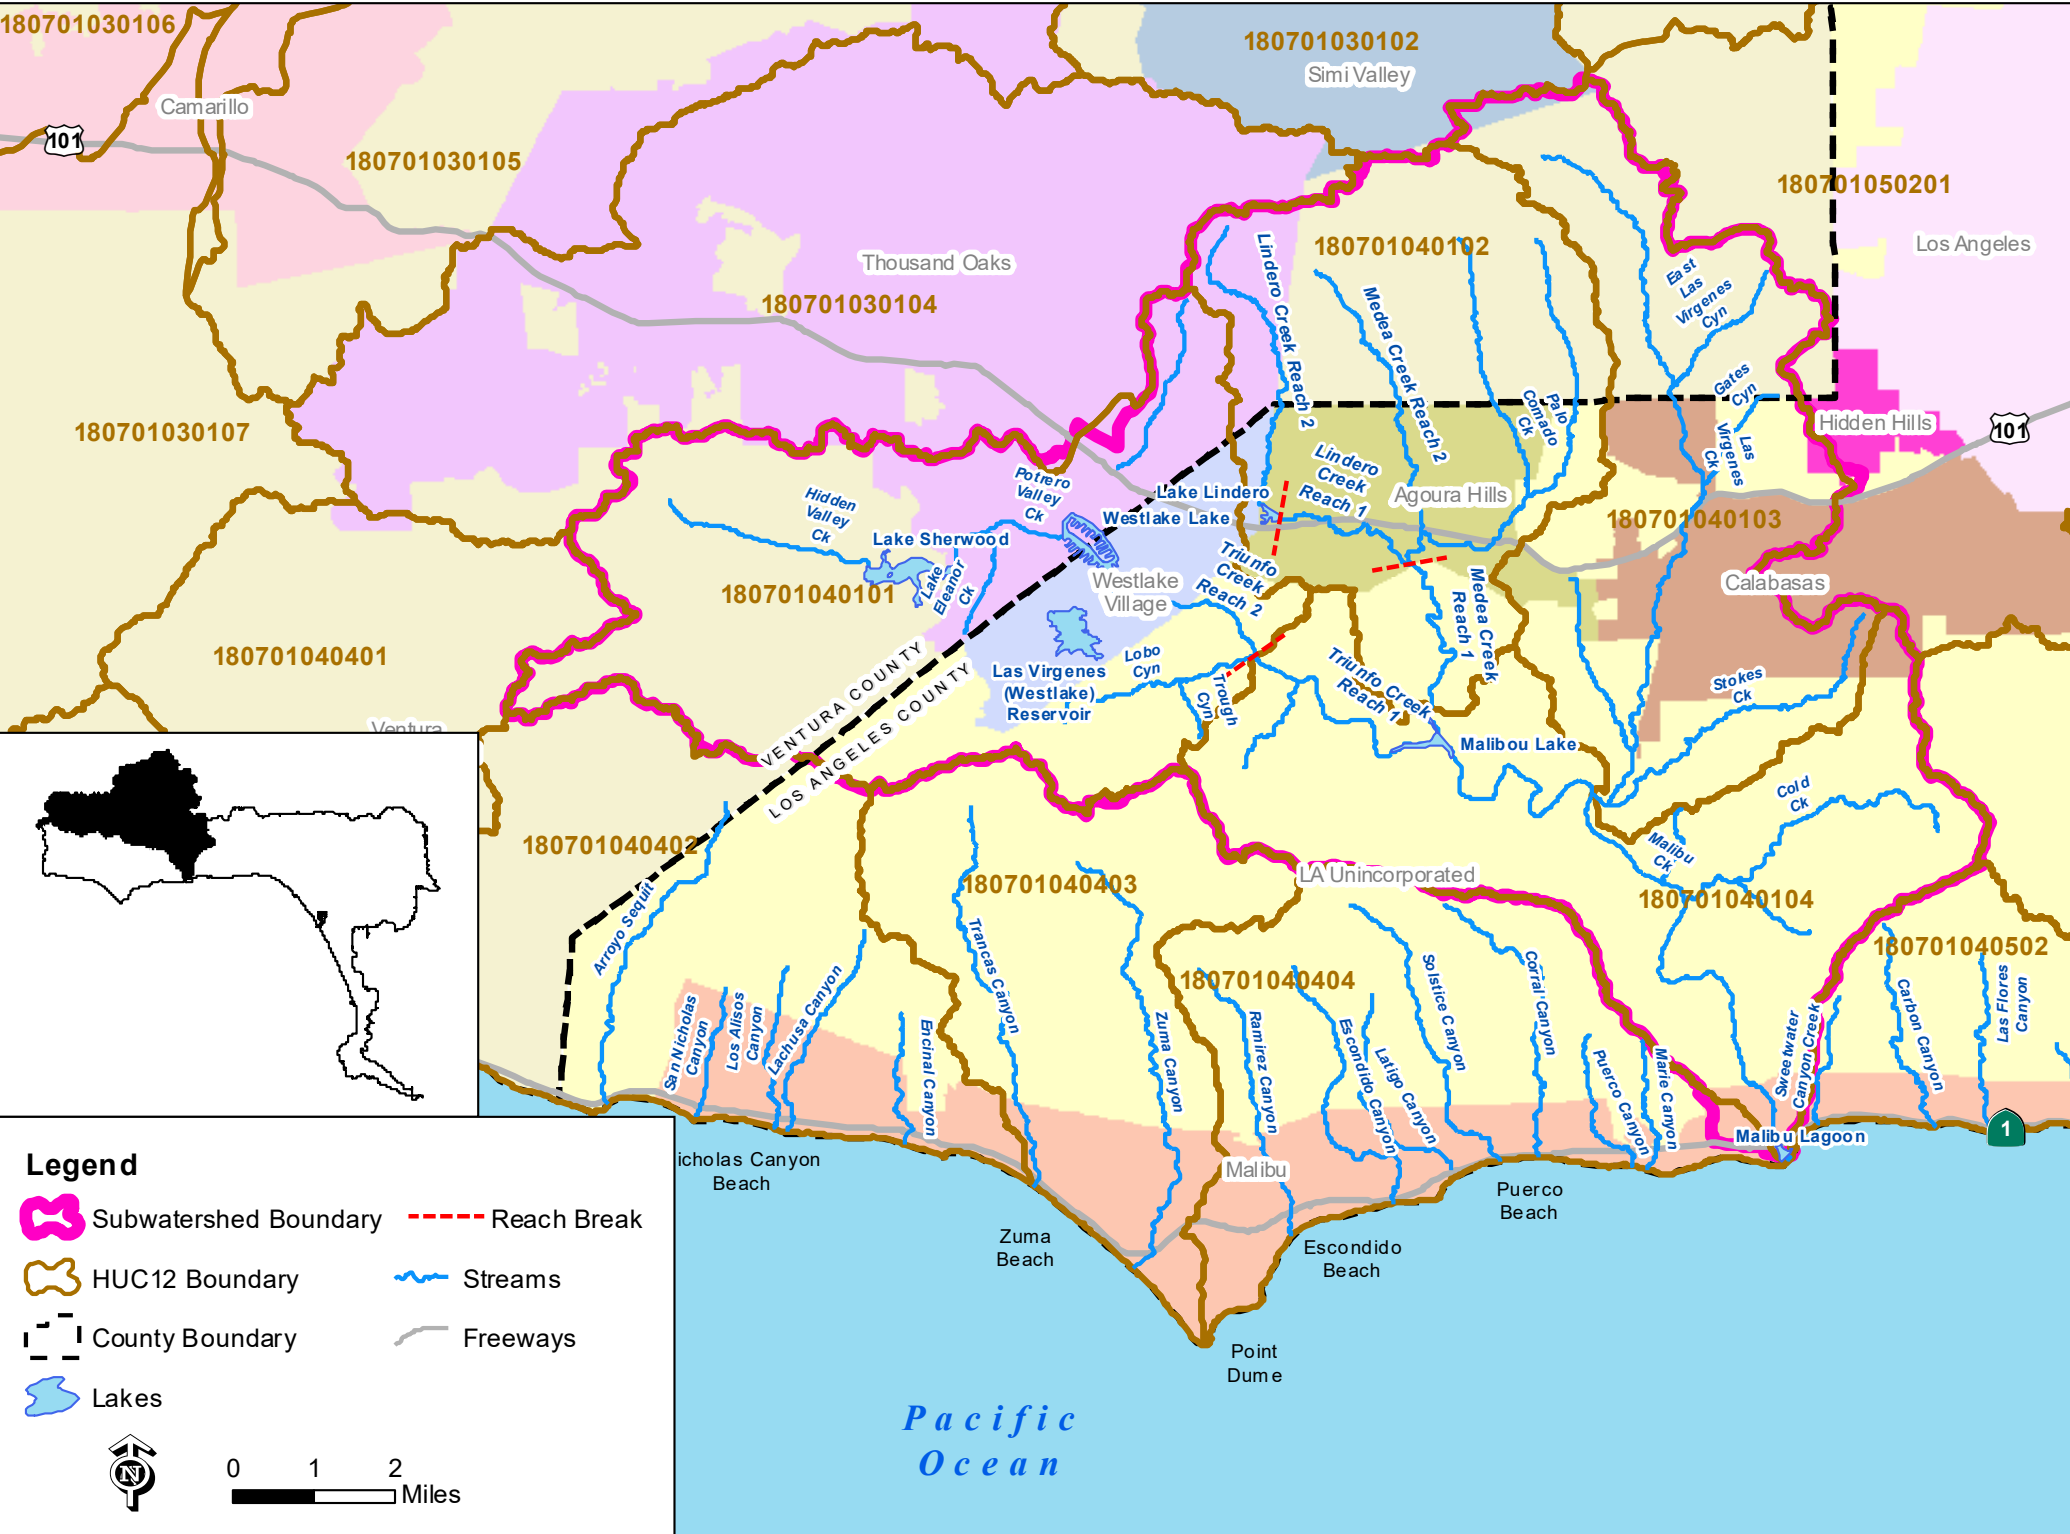 180701030106
180701030102
Simi Valley
Camarillo
101
180701030105
180701050201
Los Angeles
Thousand Oaks
180701030104
180701040102
Lindero Creek Reach 2
Medea Creek Reach 2
East
Las
Virgenes
Cyn
Gates
Cyn
Palo
Comado
Ck
Las
Virgenes
Ck
Hidden Hills
101
180701030107
Lindero
Creek
Reach 1
Agoura Hills
Potrero
Valley
Ck
Lake Lindero
Westlake Lake
Hidden
Valley
Ck
Lake Sherwood
180701040103
Lake
Eleanor
Ck
Triunfo
Creek
Reach 2
Westlake
Village
Calabasas
180701040101
Medea Creek
Reach 1
180701040401
VENTURA COUNTY
LOS ANGELES COUNTY
Las Virgenes
(Westlake)
Reservoir
Lobo
Cyn
Trough
Cyn
Triunfo Creek
Reach 1
Stokes
Ck
Malibou Lake
Ventura
Cold
Ck
Malibu
Ck
180701040402
LA Unincorporated
180701040403
180701040104
180701040502
180701040404
Arroyo Sequit
San Nicholas
Canyon
Los Alisos
Canyon
Lachusa Canyon
Encinal Canyon
Trancas Canyon
Zuma Canyon
Ramirez Canyon
Escondido Canyon
Latigo Canyon
Solstice Canyon
Corral Canyon
Puerco Canyon
Marie Canyon
Sweetwater
Canyon Creek
Carbon Canyon
Las Flores
Canyon
Malibu Lagoon
1
Malibu
icholas Canyon
Beach
Zuma
Beach
Puerco
Beach
Escondido
Beach
Point
Dume
Pacific
Ocean
Legend
Subwatershed Boundary
Reach Break
HUC12 Boundary
Streams
County Boundary
Freeways
Lakes
N
0 1 2
Miles